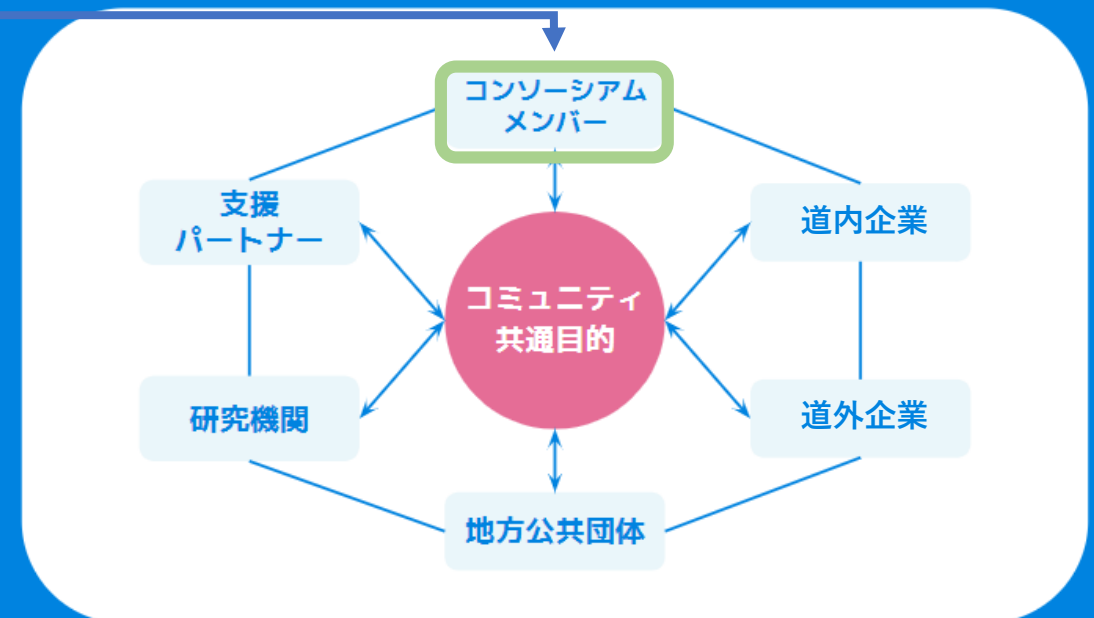 コンソーシアム
メンバー
支援
パートナー
道内企業
コミュニティ
共通目的
研究機関
道外企業
地方公共団体